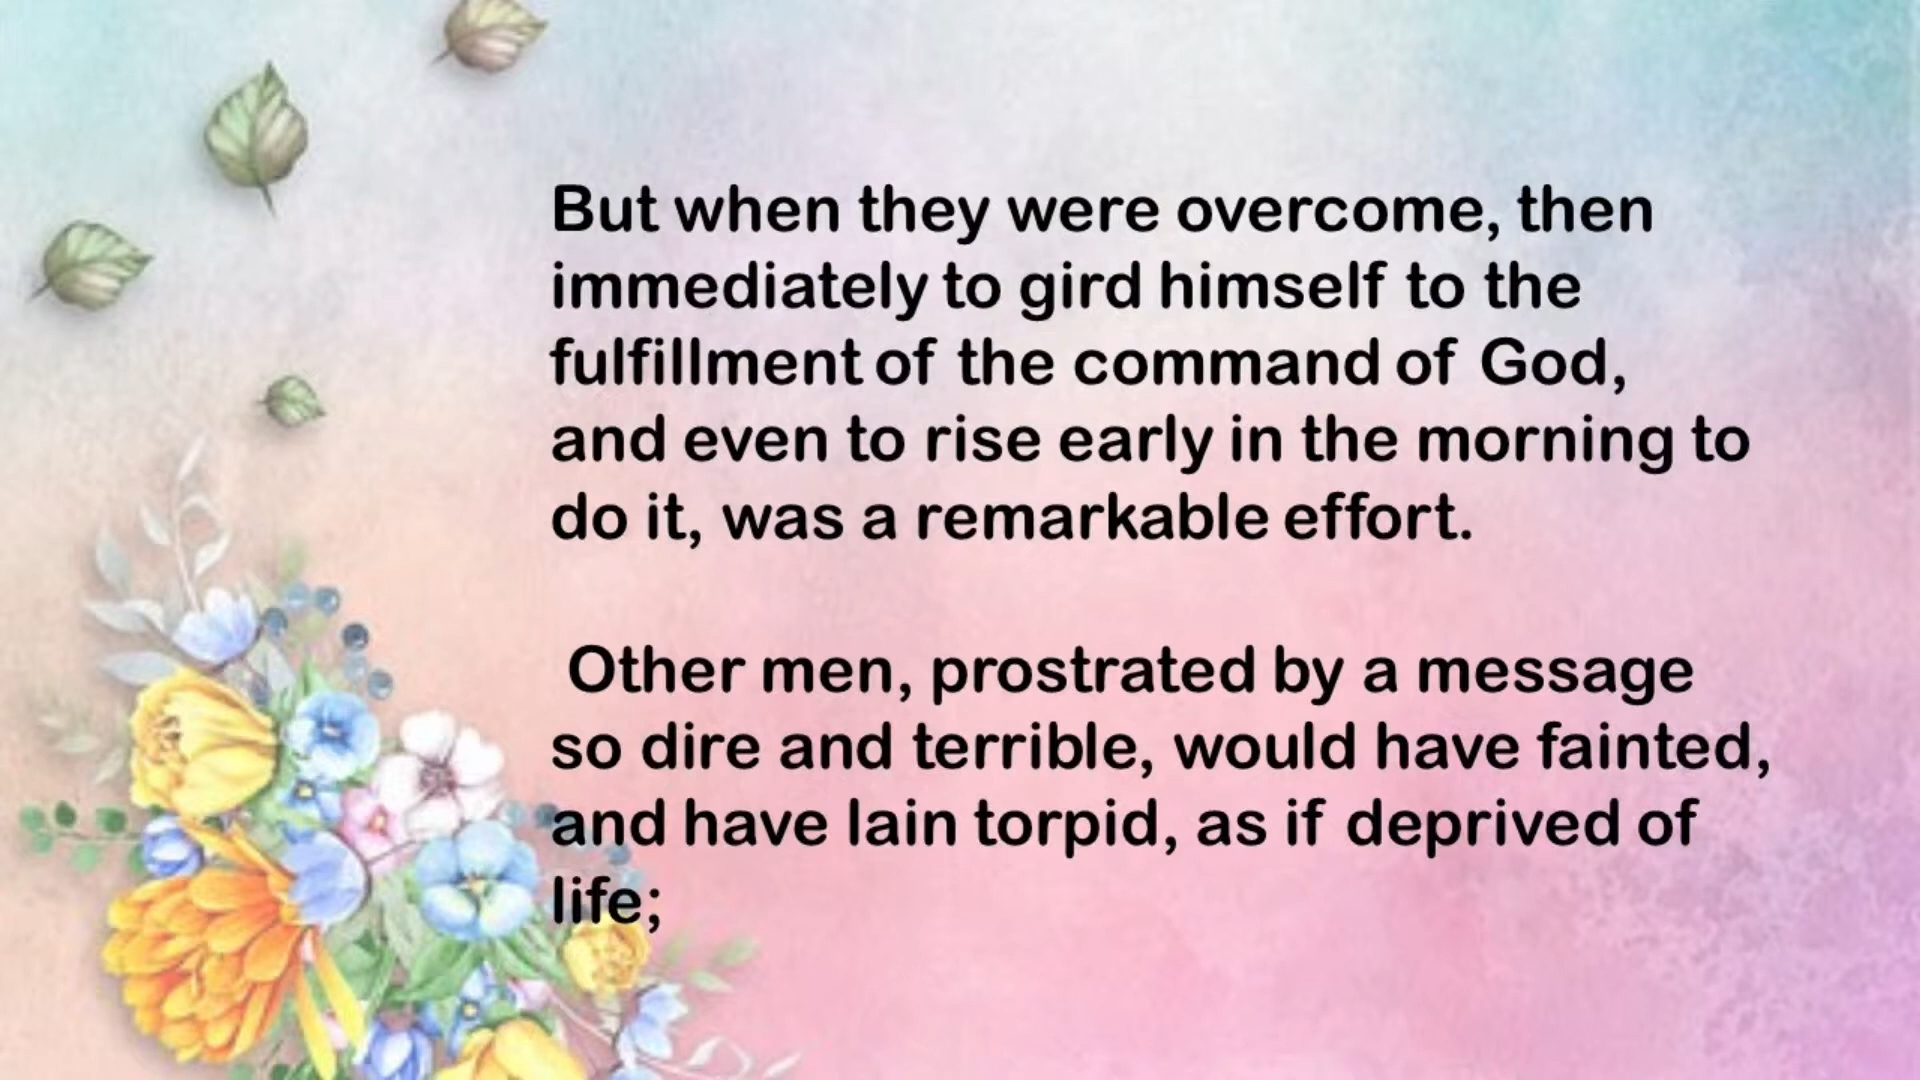 But when they were overcome, then
immediately to gird himself to the
fulfillment of the command of God,
and even to rise early in the morning to
do it, was a remarkable effort.
Other men, prostrated by a message
so dire and terrible, would have fainted,
and have lain torpid, as if deprived of
life;